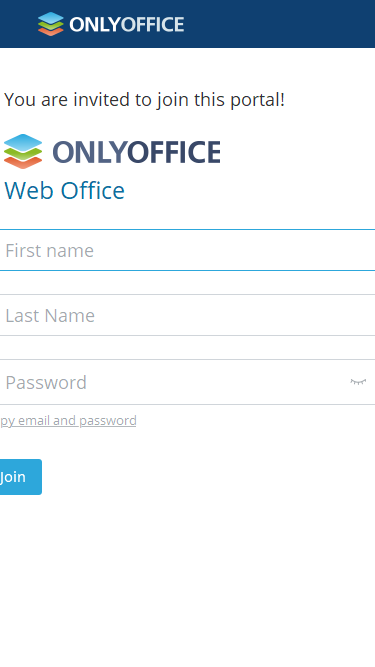 ONLYOFFICE
You are invited to join this portal!
ONLYOFFICE
Web Office
First name
Last Name
Password
py email and password
Join